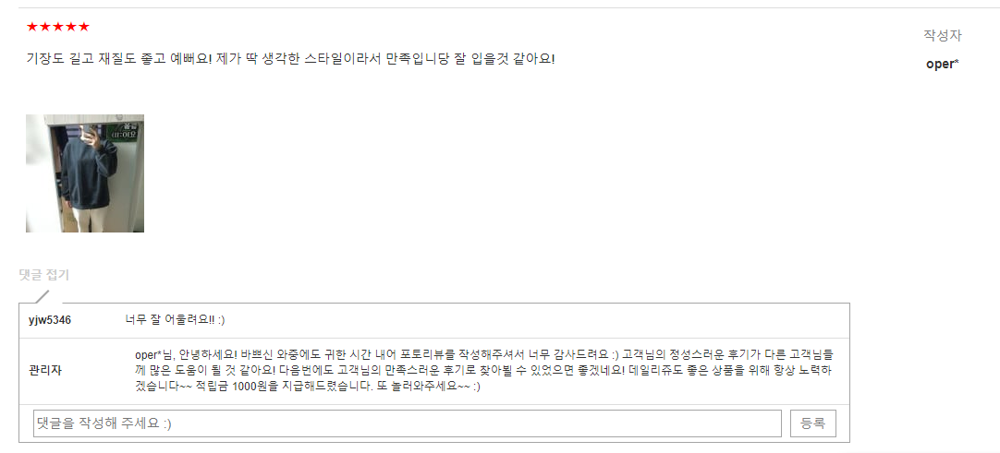 ★★★★★
작성자
기장도 길고 재질도 좋고 예뻐요! 제가 딱 생각한 스타일이라서 만족입니당 잘 입을것 같아요!
oper*
댓글 접기
yjw5346 너무 잘 어울려요!! :)
oper*님, 안녕하세요! 바쁘신 와중에도 귀한 시간 내어 포토리뷰를 작성해주셔서 너무 감사드려요 :) 고객님의 정성스러운 후기가 다른 고객님들
관리자 께 많은 도움이 될 것 같아요! 다음번에도 고객님의 만족스러운 후기로 찾아뵐 수 있었으면 좋겠네요! 데일리쥬도 좋은 상품을 위해 항상 노력하
겠습니다~~ 적립금 1000원을 지급해드렸습니다. 또 놀러와주세요~~ :)
댓글을 작성해 주세요 :) 등록